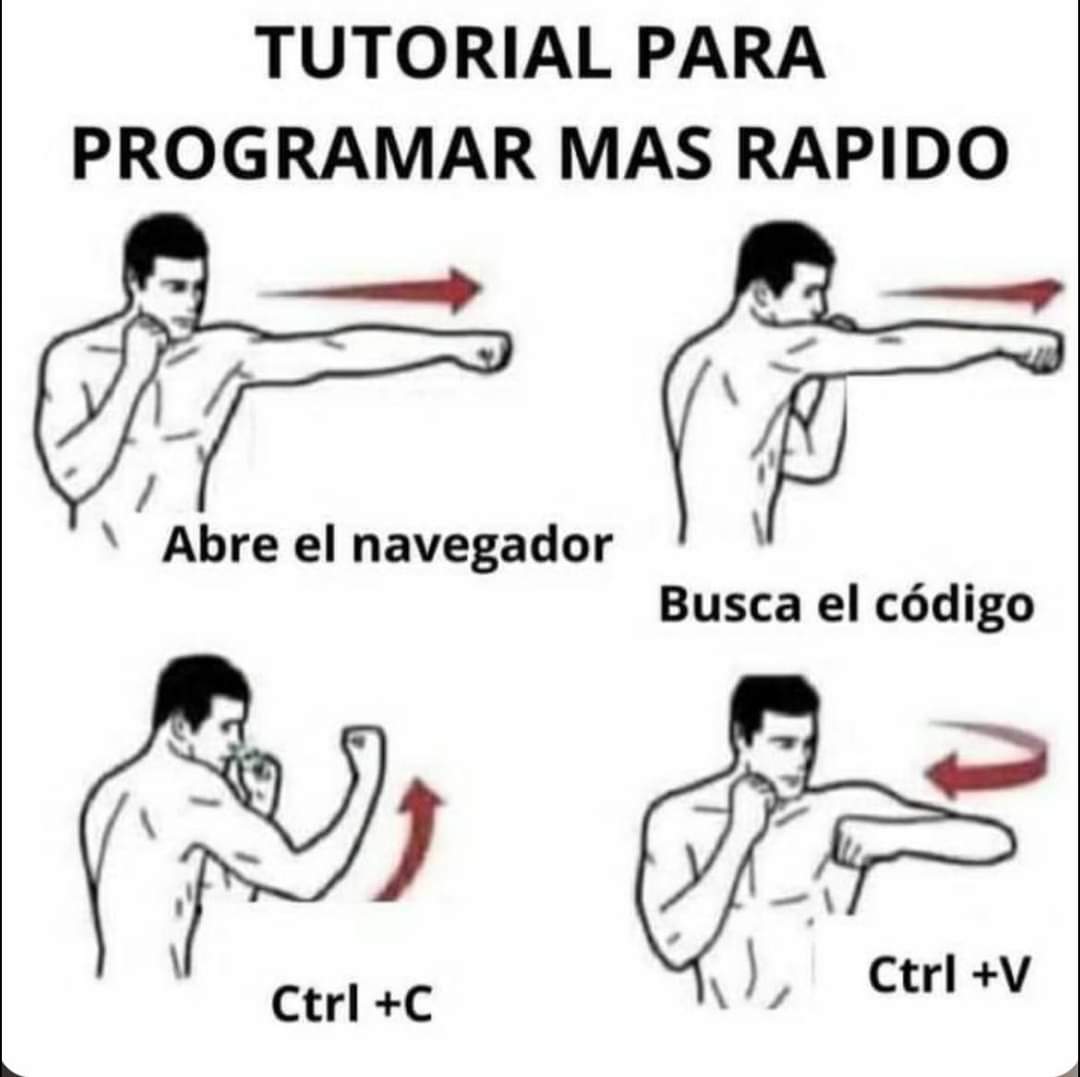 TUTORIAL PARA
PROGRAMAR MAS RAPIDO
Abre el navegador
Busca el código
Ctrl +C
Ctrl +V